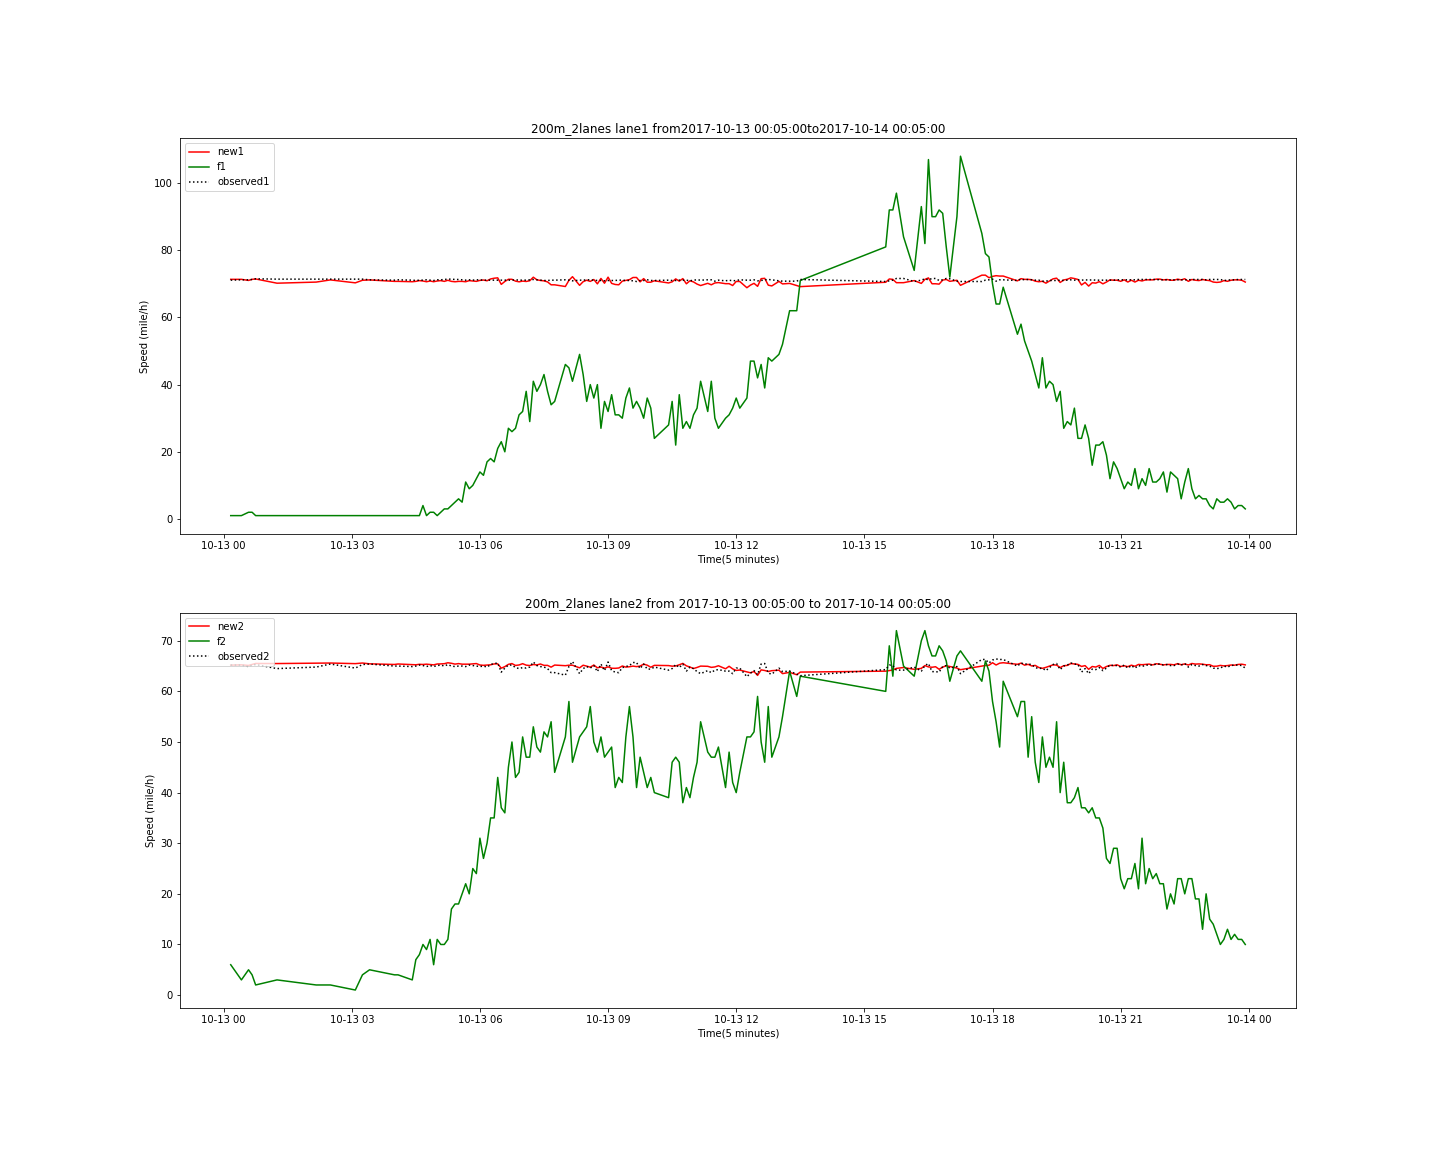 200m_2lanes lane1 from2017-10-13 00:05:00to2017-10-14 00:05:00
new1
f1
observed1
100
80
60
40
20
0
Speed (mile/h)
10-13 00 10-13 03 10-13 06 10-13 09 10-13 12 10-13 15 10-13 18 10-13 21 10-14 00
Time(5 minutes)
200m_2lanes lane2 from 2017-10-13 00:05:00 to 2017-10-14 00:05:00
new2
f2
observed2
70
60
50
40
30
20
10
0
Speed (mile/h)
10-13 00 10-13 03 10-13 06 10-13 09 10-13 12 10-13 15 10-13 18 10-13 21 10-14 00
Time(5 minutes)